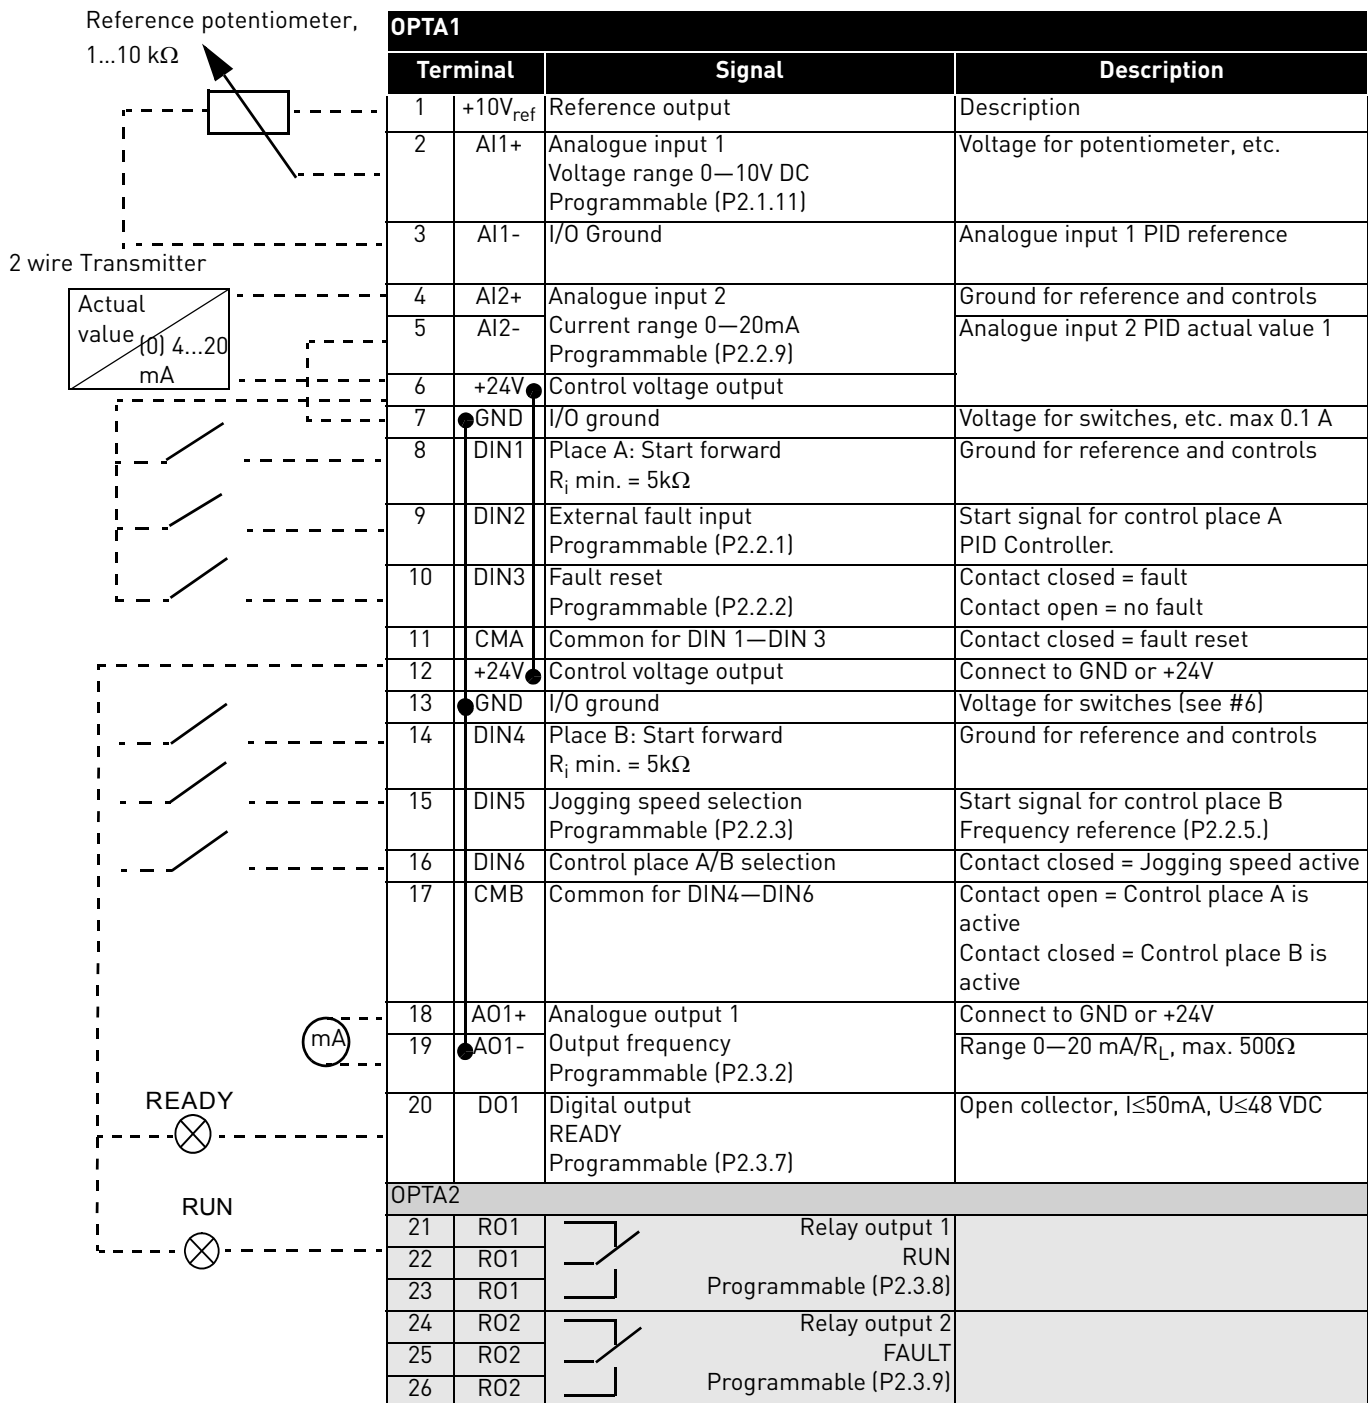 Reference potentiometer,
1...10 kΩ
2 wire Transmitter
Actual
value
(0) 4...20
mA
mA
READY
RUN
OPTA1
Terminal Signal Description
1 +10Vref Reference output Description
2 AI1+ Analogue input 1 Voltage for potentiometer, etc.
Voltage range 0—10V DC
Programmable (P2.1.11)
3 AI1- I/O Ground Analogue input 1 PID reference
4 AI2+ Analogue input 2 Ground for reference and controls
5 AI2- Current range 0—20mA Analogue input 2 PID actual value 1
Programmable (P2.2.9)
6 +24V Control voltage output
7 GND I/O ground Voltage for switches, etc. max 0.1 A
8 DIN1 Place A: Start forward Ground for reference and controls
Ri min. = 5kΩ
9 DIN2 External fault input Start signal for control place A
Programmable (P2.2.1) PID Controller.
10 DIN3 Fault reset Contact closed = fault
Programmable (P2.2.2) Contact open = no fault
11 CMA Common for DIN 1—DIN 3 Contact closed = fault reset
12 +24V Control voltage output Connect to GND or +24V
13 GND I/O ground Voltage for switches (see #6)
14 DIN4 Place B: Start forward Ground for reference and controls
Ri min. = 5kΩ
15 DIN5 Jogging speed selection Start signal for control place B
Programmable (P2.2.3) Frequency reference (P2.2.5.)
16 DIN6 Control place A/B selection Contact closed = Jogging speed active
17 CMB Common for DIN4—DIN6 Contact open = Control place A is
active
Contact closed = Control place B is
active
18 AO1+ Analogue output 1 Connect to GND or +24V
19 AO1- Output frequency Range 0—20 mA/RL, max. 500Ω
Programmable (P2.3.2)
20 DO1 Digital output Open collector, I≤50mA, U≤48 VDC
READY
Programmable (P2.3.7)
OPTA2
21 RO1 Relay output 1
22 RO1 RUN
23 RO1 Programmable (P2.3.8)
24 RO2 Relay output 2
25 RO2 FAULT
26 RO2 Programmable (P2.3.9)